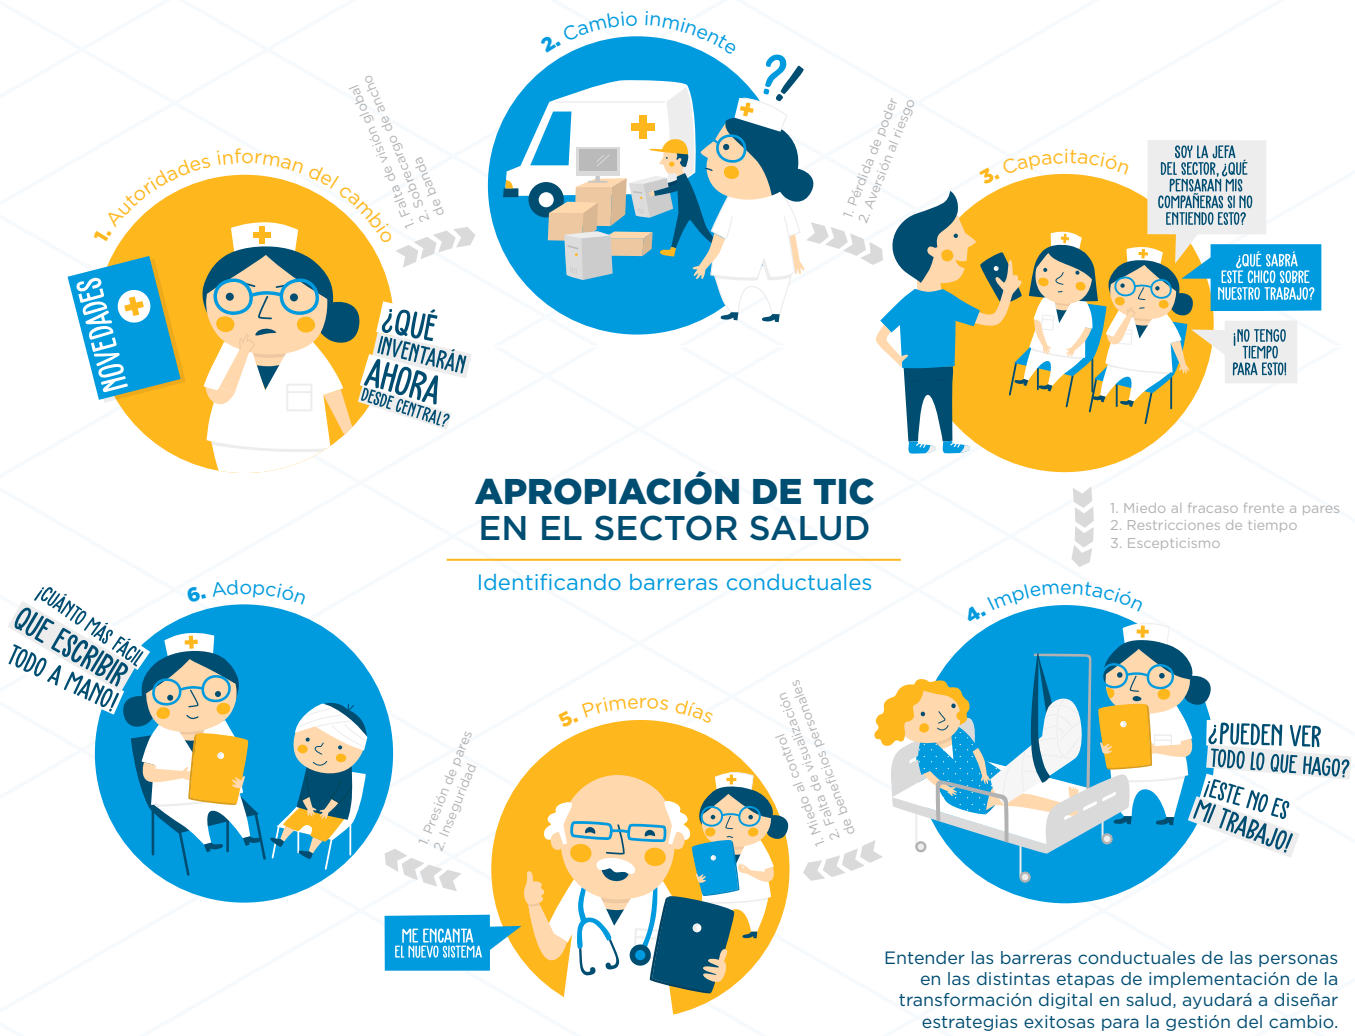 1. Autoridades informan del cambio
NOVEDADES
¿QUÉ
INVENTARÁN
AHORA
DESDE CENTRAL?
1. Falta de visión global
2. Sobrecargo de ancho
de banda
2. Cambio inminente
?!
1. Pérdida de poder
2. Aversión al riesgo
3. Capacitación
SOY LA JEFA
DEL SECTOR, ¿QUÉ
PENSARAN MIS
COMPAÑERAS SI NO
ENTIENDO ESTO?
¿QUÉ SABRÁ
ESTE CHICO SOBRE
NUESTRO TRABAJO?
¡NO TENGO
TIEMPO
PARA ESTO!
APROPIACIÓN DE TIC
EN EL SECTOR SALUD
Identificando barreras conductuales
1. Miedo al fracaso frente a pares
2. Restricciones de tiempo
3. Escepticismo
4. Implementación
¿PUEDEN VER
TODO LO QUE HAGO?
¡ESTE NO ES
MI TRABAJO!
1. Miedo al control
2. Falta de visualización
de beneficios personales
5. Primeros días
ME ENCANTA
EL NUEVO SISTEMA
1. Presión de pares
2. Inseguridad
6. Adopción
¡CUÁNTO MÁS FÁCIL
QUE ESCRIBIR
TODO A MANO!
Entender las barreras conductuales de las personas
en las distintas etapas de implementación de la
transformación digital en salud, ayudará a diseñar
estrategias exitosas para la gestión del cambio.